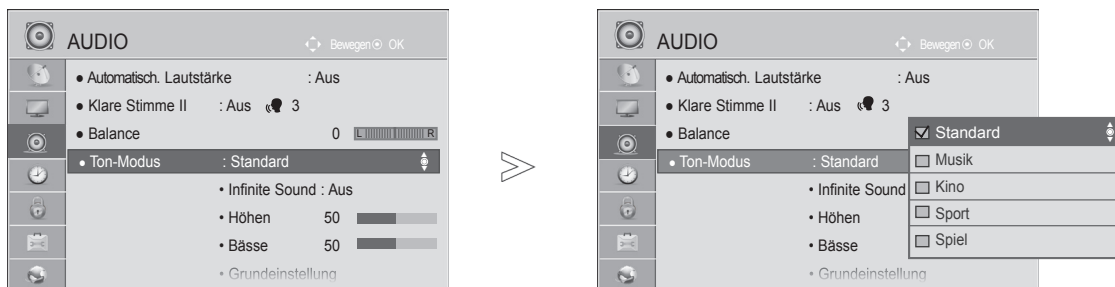 AUDIO
Bewegen OK
• Automatisch. Lautstärke : Aus
• Klare Stimme II : Aus 3
• Balance 0 L R
• Ton-Modus : Standard
• Infinite Sound : Aus
• Höhen 50
• Bässe 50
• Grundeinstellung
AUDIO
Bewegen OK
• Automatisch. Lautstärke : Aus
• Klare Stimme II : Aus 3
• Balance
• Ton-Modus : Standard
• Infinite Sound
• Höhen
• Bässe
• Grundeinstellung
Standard
Musik
Kino
Sport
Spiel